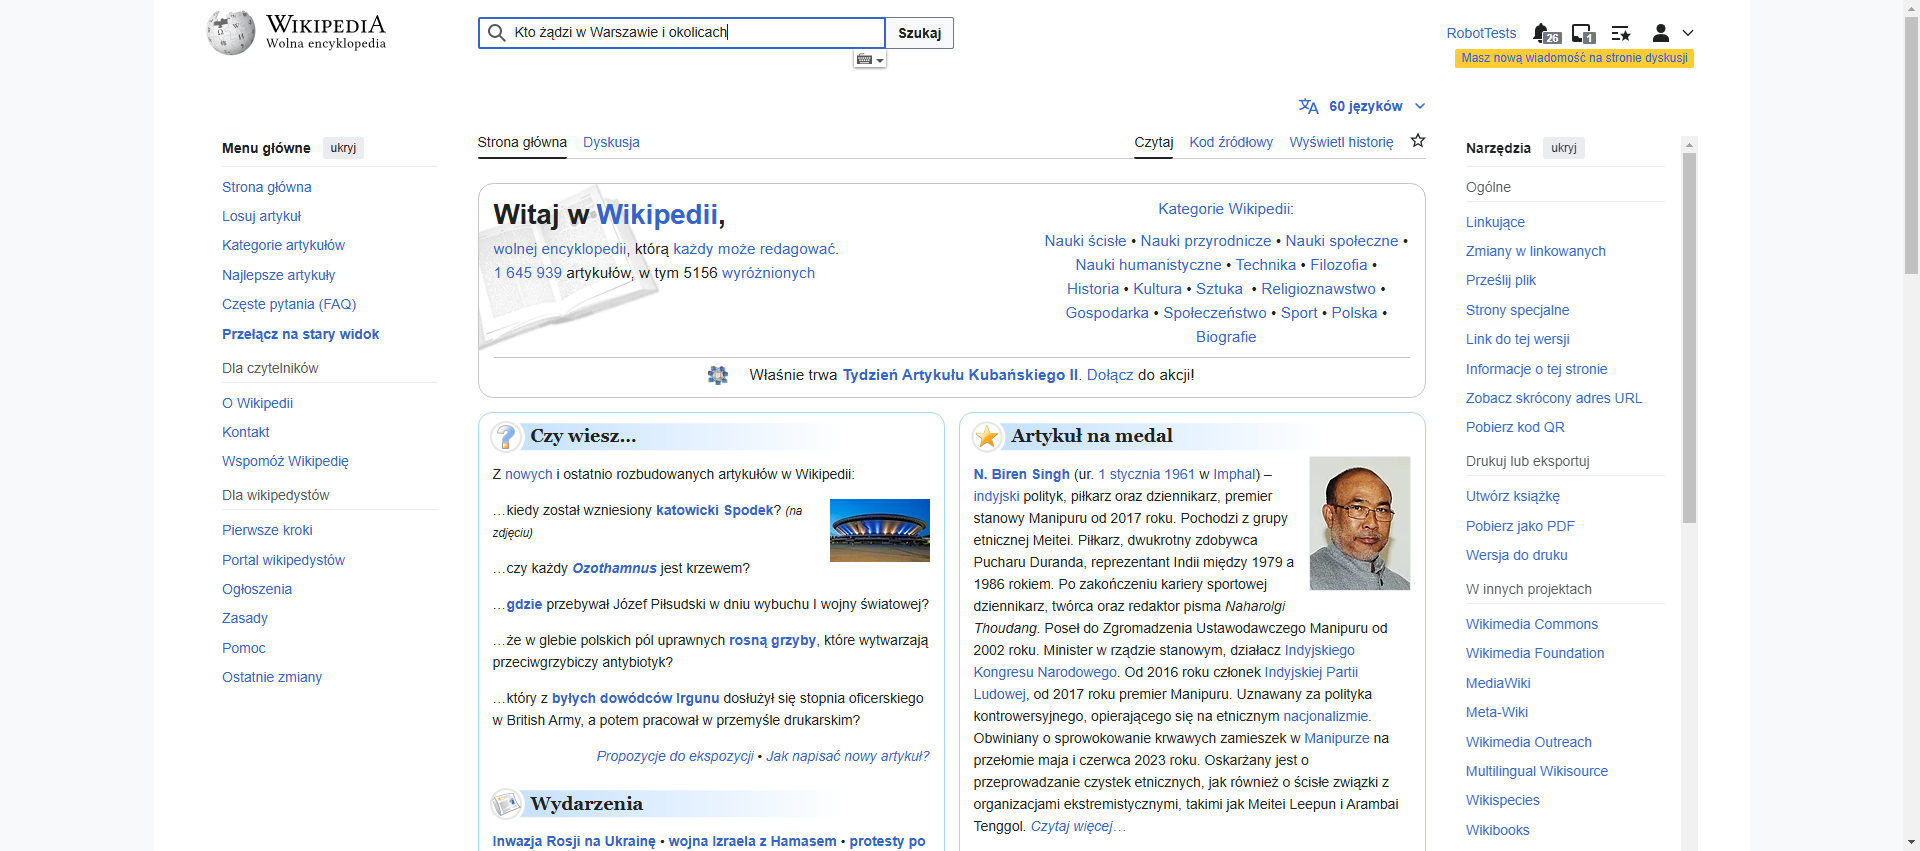 WIKIPEDIA
Wolna encyklopedia
Kto żądzi w Warszawie i okolicach
Szukaj
RobotTests
26
1
Masz nową wiadomość na stronie dyskusji
60 języków
Menu główne
ukryj
Strona główna
Losuj artykuł
Kategorie artykułów
Najlepsze artykuły
Częste pytania (FAQ)
Przełącz na stary widok
Dla czytelników
O Wikipedii
Kontakt
Wspomóż Wikipedię
Dla wikipedystów
Pierwsze kroki
Portal wikipedystów
Ogłoszenia
Zasady
Pomoc
Ostatnie zmiany
Strona główna Dyskusja
Czytaj Kod źródłowy Wyświetl historię
Witaj w Wikipedii,
wolnej encyklopedii, którą każdy może redagować.
1 645 939 artykułów, w tym 5156 wyróżnionych
Kategorie Wikipedii:
Nauki ścisłe • Nauki przyrodnicze • Nauki społeczne •
Nauki humanistyczne • Technika • Filozofia •
Historia • Kultura • Sztuka • Religioznawstwo •
Gospodarka • Społeczeństwo • Sport • Polska •
Biografie
Właśnie trwa Tydzień Artykułu Kubańskiego II. Dołącz do akcji!
Czy wiesz...
Z nowych i ostatnio rozbudowanych artykułów w Wikipedii:
…kiedy został wzniesiony katowicki Spodek? (na
zdjęciu)
…czy każdy Ozothamnus jest krzewem?
…gdzie przebywał Józef Piłsudski w dniu wybuchu I wojny światowej?
…że w glebie polskich pól uprawnych rosną grzyby, które wytwarzają
przeciwgrzybiczy antybiotyk?
…który z byłych dowódców Irgunu dosłużył się stopnia oficerskiego
w British Army, a potem pracował w przemyśle drukarskim?
Propozycje do ekspozycji • Jak napisać nowy artykuł?
Wydarzenia
Inwazja Rosji na Ukrainę • wojna Izraela z Hamasem • protesty po
Artykuł na medal
N. Biren Singh (ur. 1 stycznia 1961 w Imphal) –
indyjski polityk, piłkarz oraz dziennikarz, premier
stanowy Manipuru od 2017 roku. Pochodzi z grupy
etnicznej Meitei. Piłkarz, dwukrotny zdobywca
Pucharu Duranda, reprezentant Indii między 1979 a
1986 rokiem. Po zakończeniu kariery sportowej
dziennikarz, twórca oraz redaktor pisma Naharolgi
Thoudang. Poseł do Zgromadzenia Ustawodawczego Manipuru od
2002 roku. Minister w rządzie stanowym, działacz Indyjskiego
Kongresu Narodowego. Od 2016 roku członek Indyjskiej Partii
Ludowej, od 2017 roku premier Manipuru. Uznawany za polityka
kontrowersyjnego, opierającego się na etnicznym nacjonalizmie.
Obwiniany o sprowokowanie krwawych zamieszek w Manipurze na
przełomie maja i czerwca 2023 roku. Oskarżany jest o
przeprowadzanie czystek etnicznych, jak również o ścisłe związki z
organizacjami ekstremistycznymi, takimi jak Meitei Leepun i Arambai
Tenggol. Czytaj więcej…
Narzędzia
ukryj
Ogólne
Linkujące
Zmiany w linkowanych
Prześlij plik
Strony specjalne
Link do tej wersji
Informacje o tej stronie
Zobacz skrócony adres URL
Pobierz kod QR
Drukuj lub eksportuj
Utwórz książkę
Pobierz jako PDF
Wersja do druku
W innych projektach
Wikimedia Commons
Wikimedia Foundation
MediaWiki
Meta-Wiki
Wikimedia Outreach
Multilingual Wikisource
Wikispecies
Wikibooks